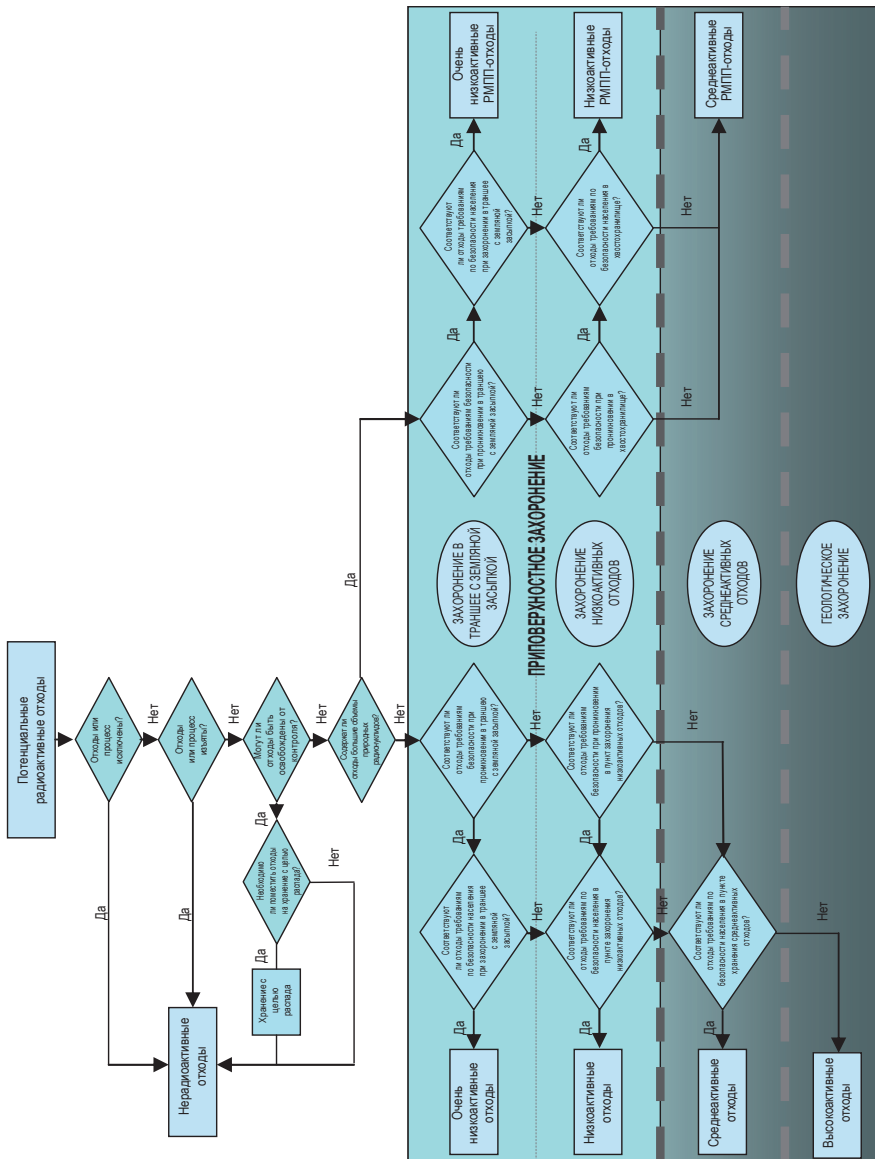 Потенциальные
радиоактивные отходы
Отходы или
процесс
исключены?
Да
Нет
Отходы
или процесс
изъяты?
Да
Нет
Могут ли
отходы быть
освобождены от
контроля?
Да
Нет
Необходимо
ли поместить отходы
на хранение с целью
распада?
Да
Нет
Хранение с
целью
распада
Нерадиоактивные
отходы
Содержат ли
отходы большие объемы
природных
радионуклидов?
Да
Нет
Соответствуют ли
отходы требованиям
безопасности при
проникновении в траншею
с земляной засыпкой?
Да
Нет
Соответствуют
ли отходы требованиям
по безопасности населения
при захоронении в траншее
с земляной
засыпкой?
Да
Нет
Очень
низкоактивные
отходы
ЗАХОРОНЕНИЕ В
ТРАНШЕЕ С ЗЕМЛЯНОЙ
ЗАСЫПКОЙ
Соответствуют ли
отходы требованиям безопасности
при проникновении в траншею
с земляной засыпкой?
Да
Нет
Соответствуют
ли отходы требованиям
по безопасности населения
при захоронении в траншее
с земляной
засыпкой?
Да
Нет
Очень
низкоактивные
РМПП-отходы
ПРИПОВЕРХНОСТНОЕ ЗАХОРОНЕНИЕ
Соответствуют ли
отходы требованиям
безопасности при проникновении
в пункт захоронения
низкоактивных отходов?
Да
Нет
Соответствуют ли
отходы требованиям по
безопасности населения в
пункте захоронения
низкоактивных отходов?
Да
Нет
Низкоактивные
отходы
ЗАХОРОНЕНИЕ
НИЗКОАКТИВНЫХ
ОТХОДОВ
Соответствуют ли
отходы требованиям
безопасности при
проникновении в
хвостохранилище?
Да
Нет
Соответствуют ли
отходы требованиям по
безопасности населения в
хвостохранилище?
Да
Нет
Низкоактивные
РМПП-отходы
Соответствуют ли
отходы требованиям по
безопасности населения в пункте
хранения среднеактивных
отходов?
Да
Нет
Среднеактивные
отходы
ЗАХОРОНЕНИЕ
СРЕДНЕАКТИВНЫХ
ОТХОДОВ
Среднеактивные
РМПП-отходы
Высокоактивные
отходы
ГЕОЛОГИЧЕСКОЕ
ЗАХОРОНЕНИЕ